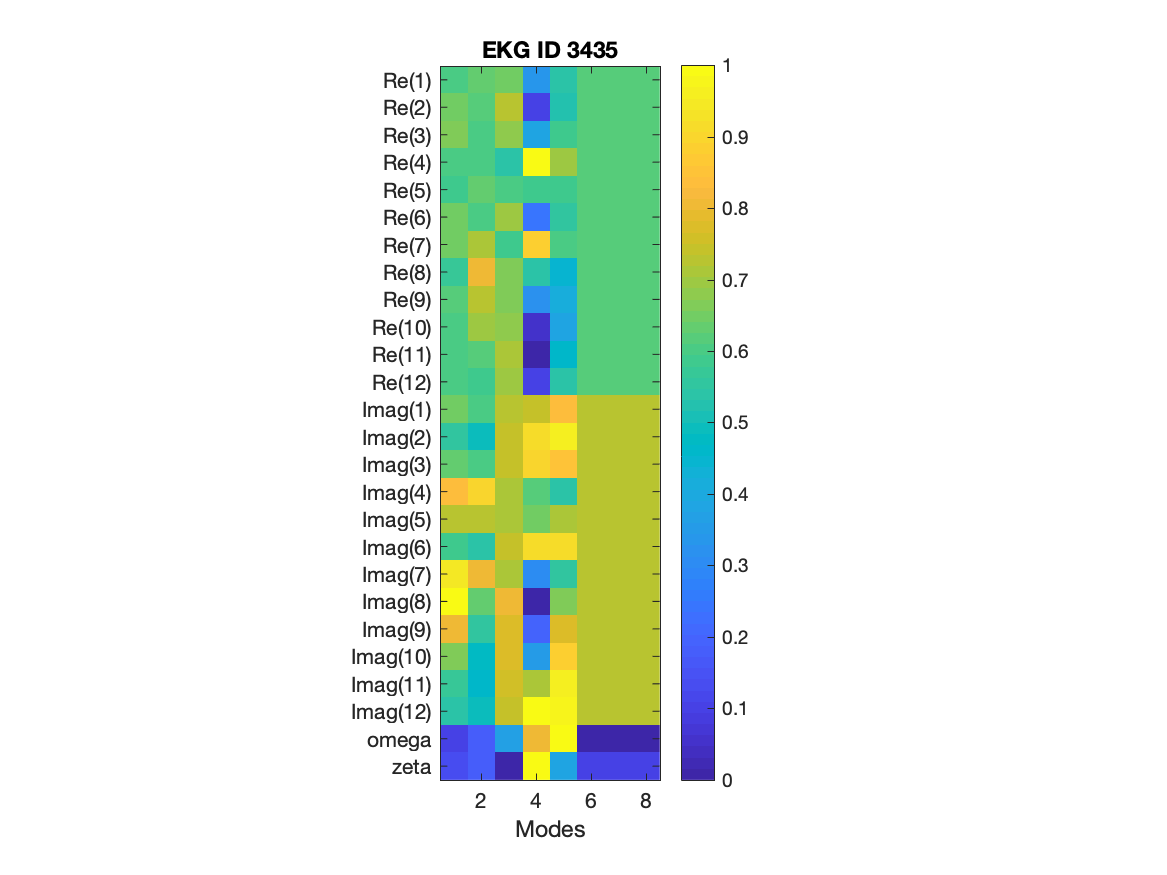 EKG ID 3435
Re(1)
Re(2)
Re(3)
Re(4)
Re(5)
Re(6)
Re(7)
Re(8)
Re(9)
Re(10)
Re(11)
Re(12)
Imag(1)
Imag(2)
Imag(3)
Imag(4)
Imag(5)
Imag(6)
Imag(7)
Imag(8)
Imag(9)
Imag(10)
Imag(11)
Imag(12)
omega
zeta
2 4 6 8
Modes
1
0.9
0.8
0.7
0.6
0.5
0.4
0.3
0.2
0.1
0